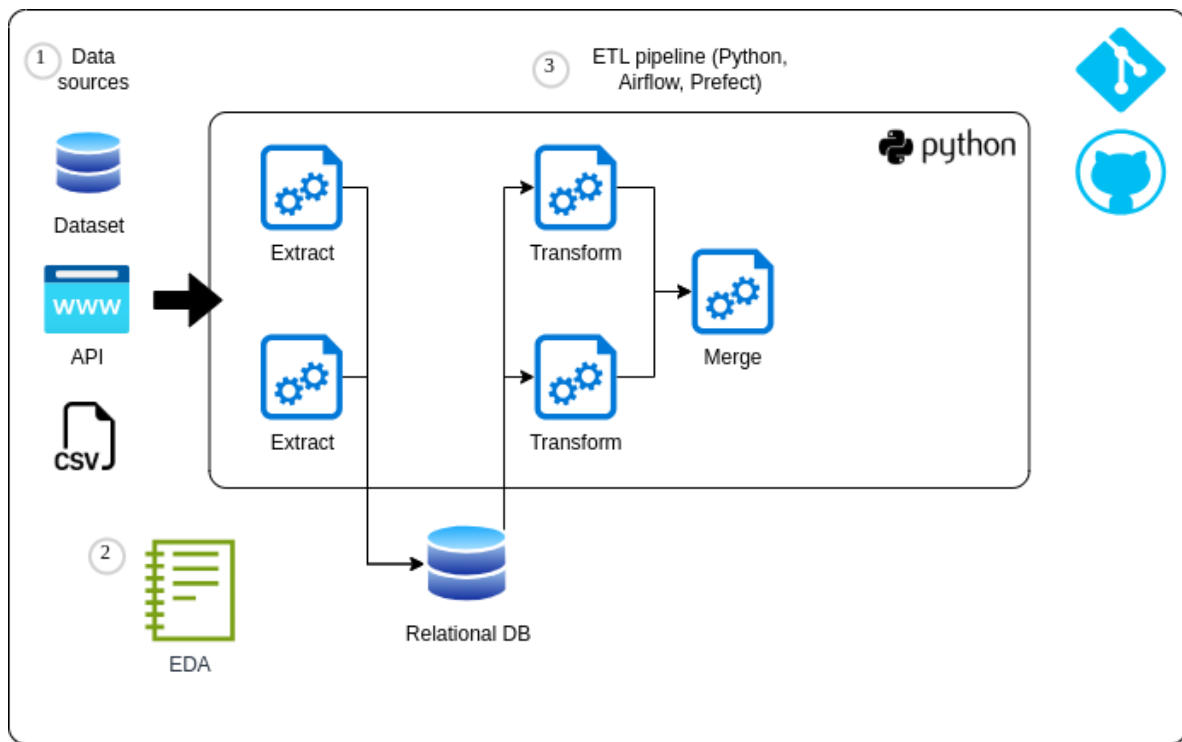 1
Data
sources
3
ETL pipeline (Python,
Airflow, Prefect)
python
Dataset
Extract
Transform
www
API
Merge
Extract
Transform
CSV
2
EDA
Relational DB